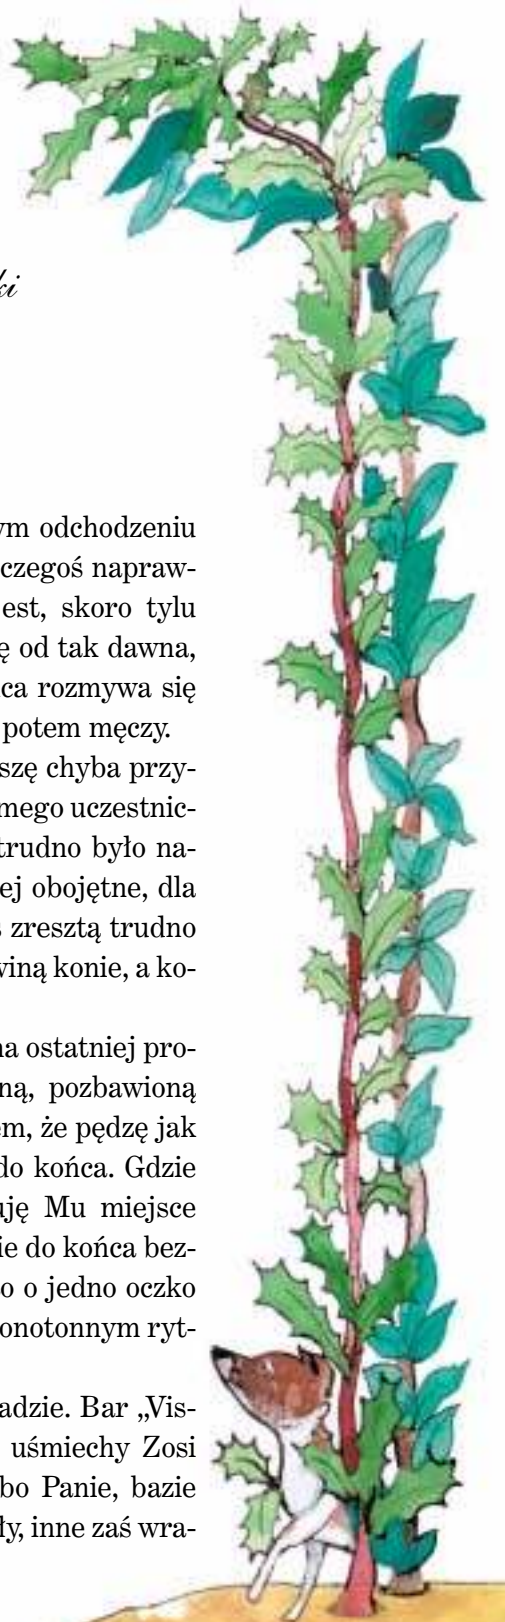 ki
ym odchodzeniu
czegoś napraw-
est, skoro tylu
ę od tak dawna,
ca rozmywa się
potem męczy.
szę chyba przy-
mego uczestnic-
trudno było na-
ej obojętne, dla
s zresztą trudno
winą konie, a ko-
na ostatniej pro-
ną, pozbawioną
em, że pędzę jak
do końca. Gdzie
uję Mu miejsce
ie do końca bez-
o o jedno oczko
onotonnym ryt-
adzie. Bar „Vis-
uśmiechy Zosi
bo Panie, bazie
ły, inne zaś wra-